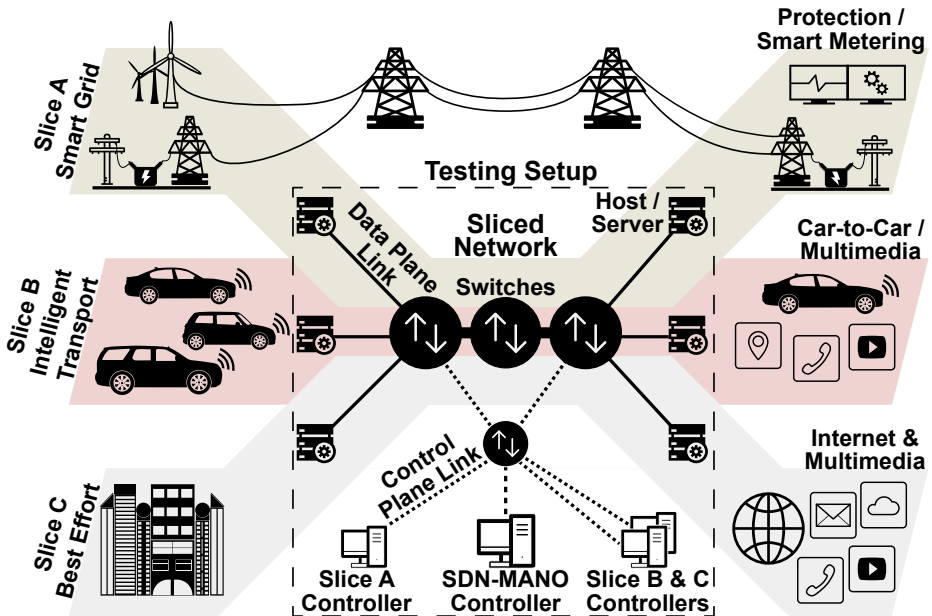 Protection /
Smart Metering
Slice A
Smart Grid
Testing Setup
Host /
Server
Data Plane
Link
Sliced
Network
Switches
Car-to-Car /
Multimedia
Slice B
Intelligent
Transport
Control
Plane Link
Internet &
Multimedia
Slice C
Best Effort
Slice A
Controller
SDN-MANO
Controller
Slice B & C
Controllers